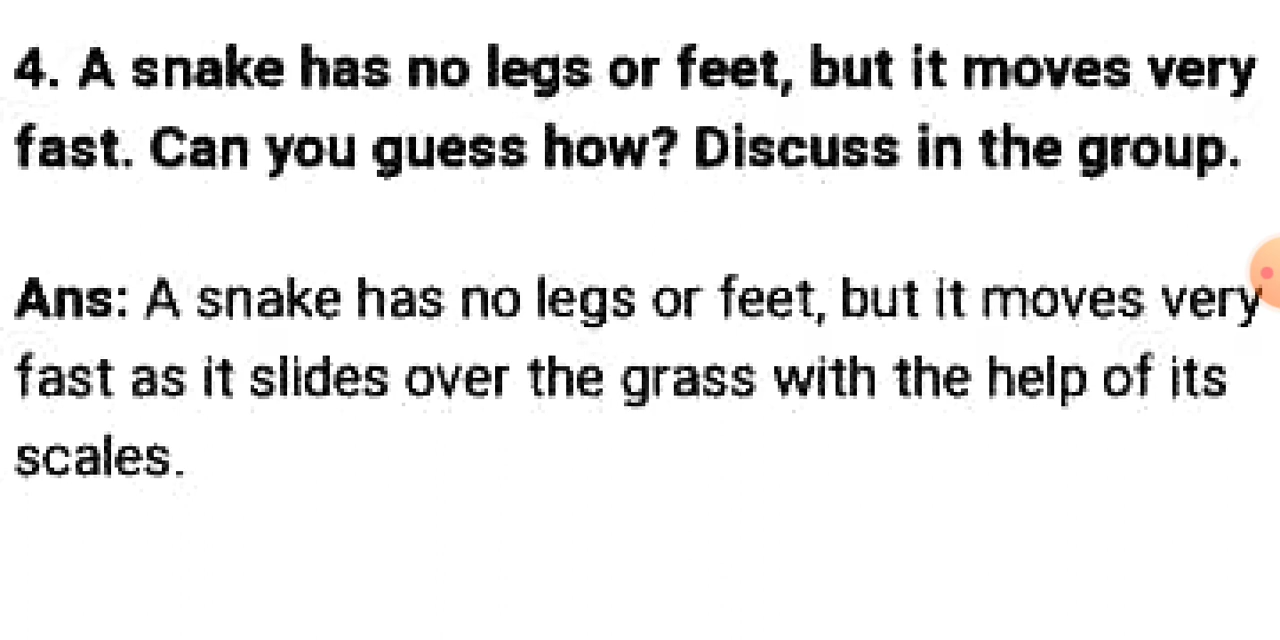 4. A snake has no legs or feet, but it moves very
fast. Can you guess how? Discuss in the group.
Ans: A snake has no legs or feet, but it moves very
fast as it slides over the grass with the help of its
scales.